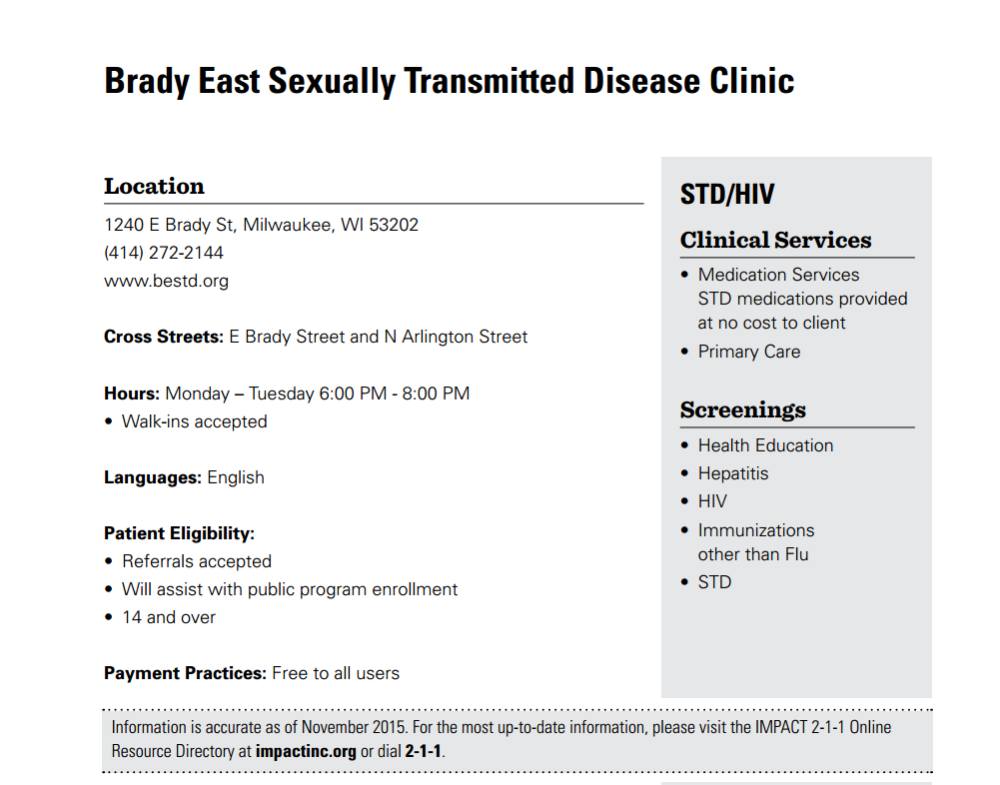 Brady East Sexually Transmitted Disease Clinic
Location
1240 E Brady St, Milwaukee, WI 53202
(414) 272-2144
www.bestd.org
Cross Streets: E Brady Street and N Arlington Street
Hours: Monday – Tuesday 6:00 PM - 8:00 PM
• Walk-ins accepted
Languages: English
Patient Eligibility:
• Referrals accepted
• Will assist with public program enrollment
• 14 and over
Payment Practices: Free to all users
STD/HIV
Clinical Services
• Medication Services
STD medications provided
at no cost to client
• Primary Care
Screenings
• Health Education
• Hepatitis
• HIV
• Immunizations
other than Flu
• STD
Information is accurate as of November 2015. For the most up-to-date information, please visit the IMPACT 2-1-1 Online
Resource Directory at impactinc.org or dial 2-1-1.